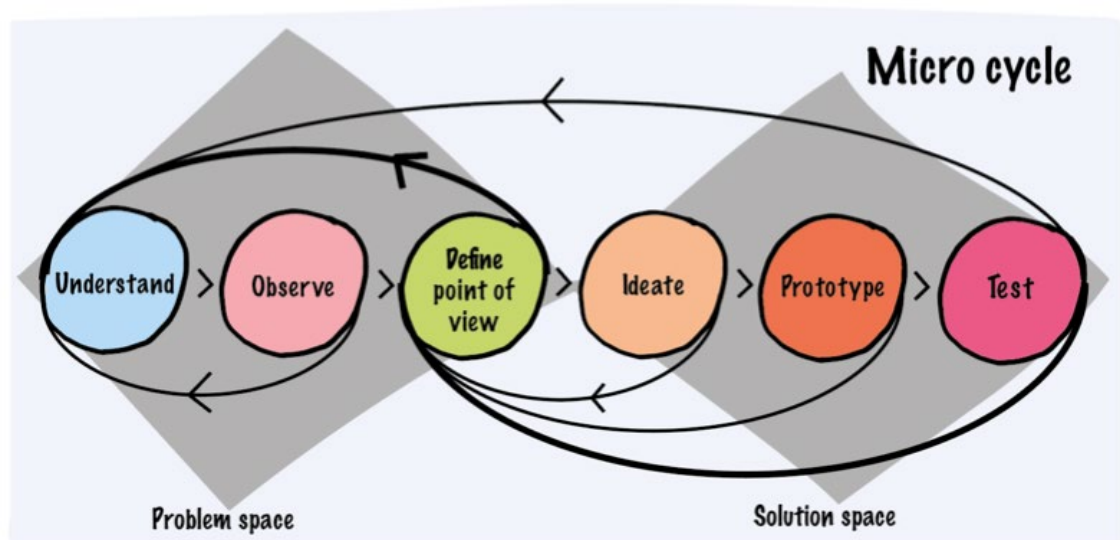 Micro cycle
Understand
Observe
Define
point of
view
Ideate
Prototype
Test
Problem space
Solution space